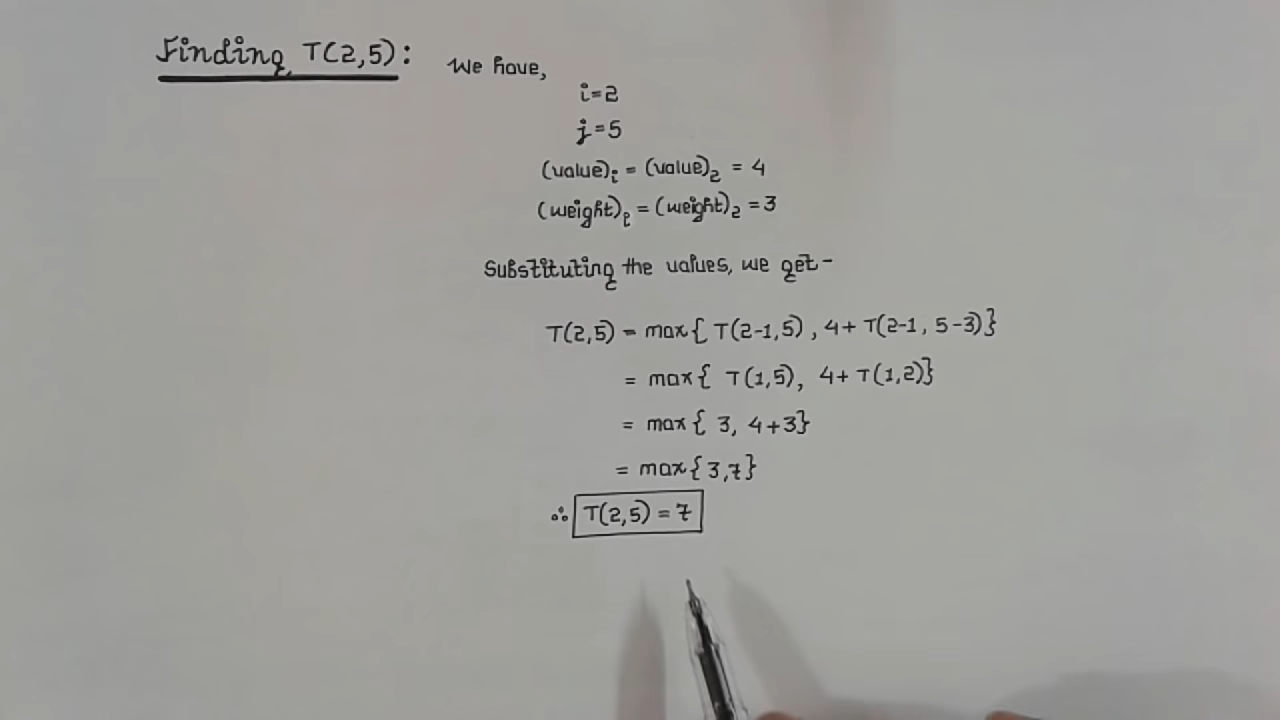 Finding T(2,5):
We have,
i=2
j=5
(value)i = (value)2 = 4
(weight)i = (weight)2 = 3
Substituting the values, we get-
T(2,5) = max{ T(2-1,5) , 4+ T(2-1, 5-3)}
= max{ T(1,5), 4+ T(1,2)}
= max{ 3, 4+3}
= max{3,7}
∴ T(2,5) = 7